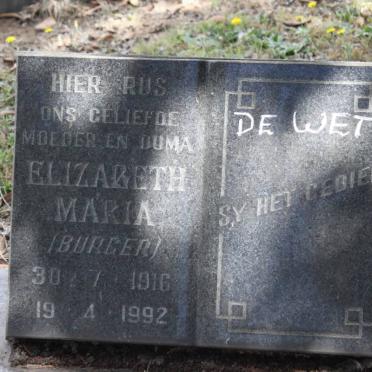 HIER RUS
ONS GELIEFDE
MOEDER EN OUMA
ELIZABETH
MARIA
(BURGER)
30 7 1916
19 4 1992
DE WET
SY HET